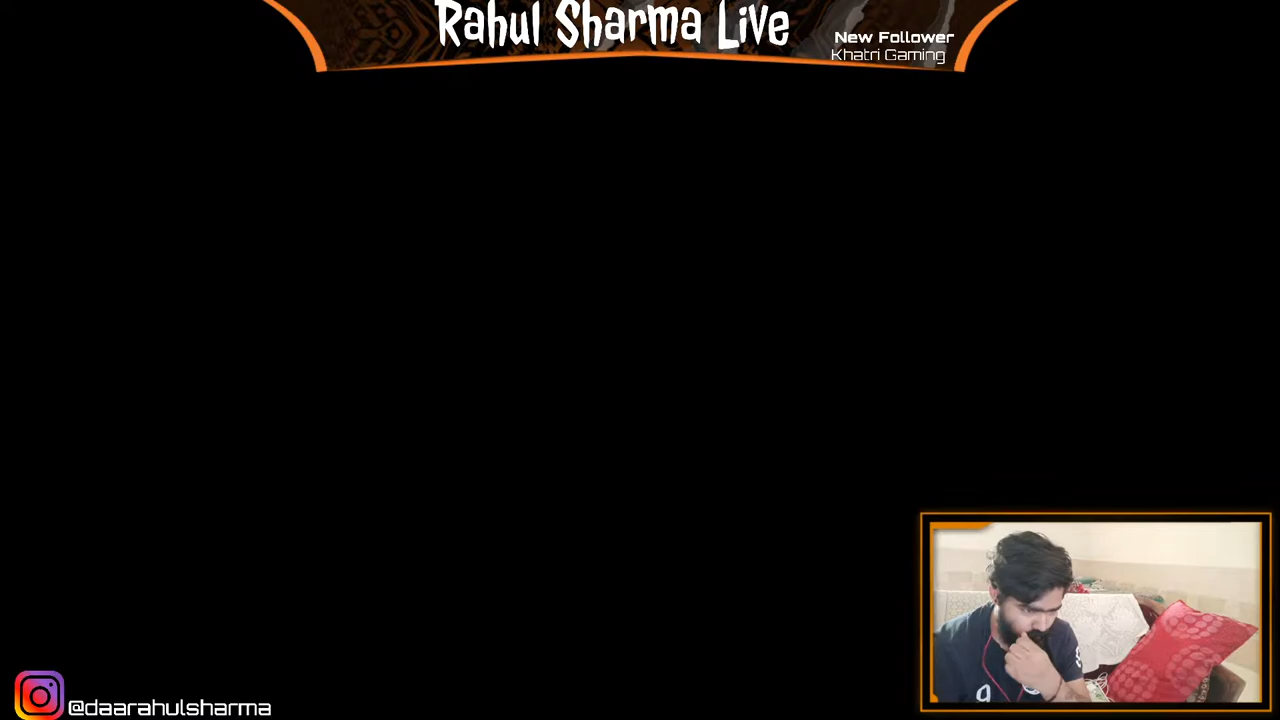 Rahul Sharma Live
New Follower
Khatri Gaming
@daarahulsharma